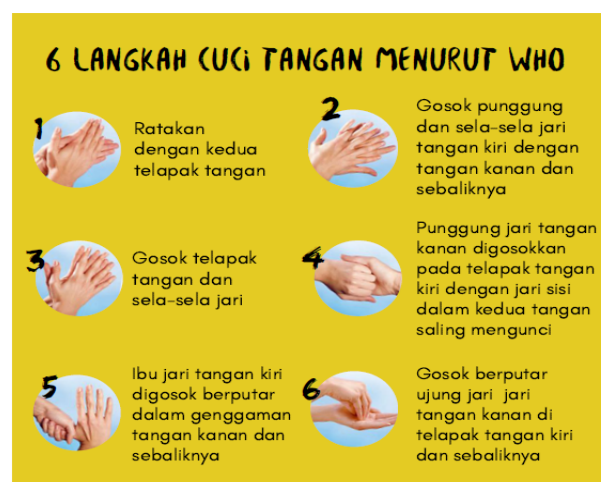 6 LANGKAH CUCi TANGAN MENURUT WHO
1
Ratakan
dengan kedua
telapak tangan
2
Gosok punggung
dan sela-sela jari
tangan kiri dengan
tangan kanan dan
sebaliknya
3
Gosok telapak
tangan dan
sela-sela jari
4
Punggung jari tangan
kanan digosokkan
pada telapak tangan
kiri dengan jari sisi
dalam kedua tangan
saling mengunci
5
Ibu jari tangan kiri
digosok berputar
dalam genggaman
tangan kanan dan
sebaliknya
6
Gosok berputar
ujung jari jari
tangan kanan di
telapak tangan kiri
dan sebaliknya